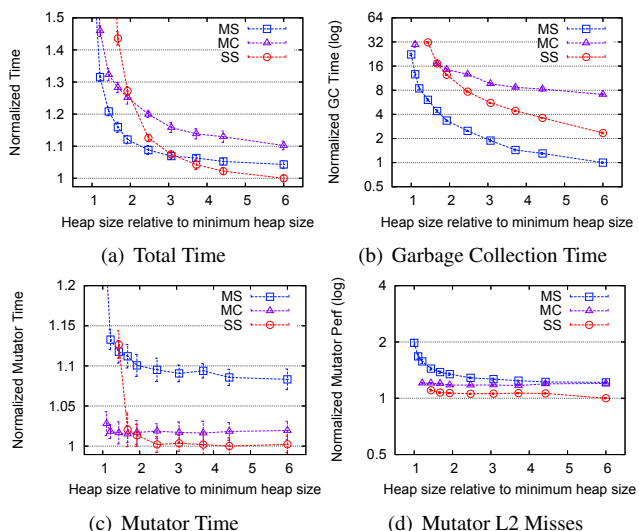 1.5
1.4
1.3
1.2
1.1
1
Normalized Time
MS
MC
SS
1 2 3 4 5 6
Heap size relative to minimum heap size
(a) Total Time
64
32
16
8
4
2
1
0.5
Normalized GC Time (log)
MS
MC
SS
1 2 3 4 5 6
Heap size relative to minimum heap size
(b) Garbage Collection Time
1.2
1.15
1.1
1.05
1
Normalized Mutator Time
MS
MC
SS
1 2 3 4 5 6
Heap size relative to minimum heap size
(c) Mutator Time
4
2
1
0.5
Normalized Mutator Perf (log)
MS
MC
SS
1 2 3 4 5 6
Heap size relative to minimum heap size
(d) Mutator L2 Misses